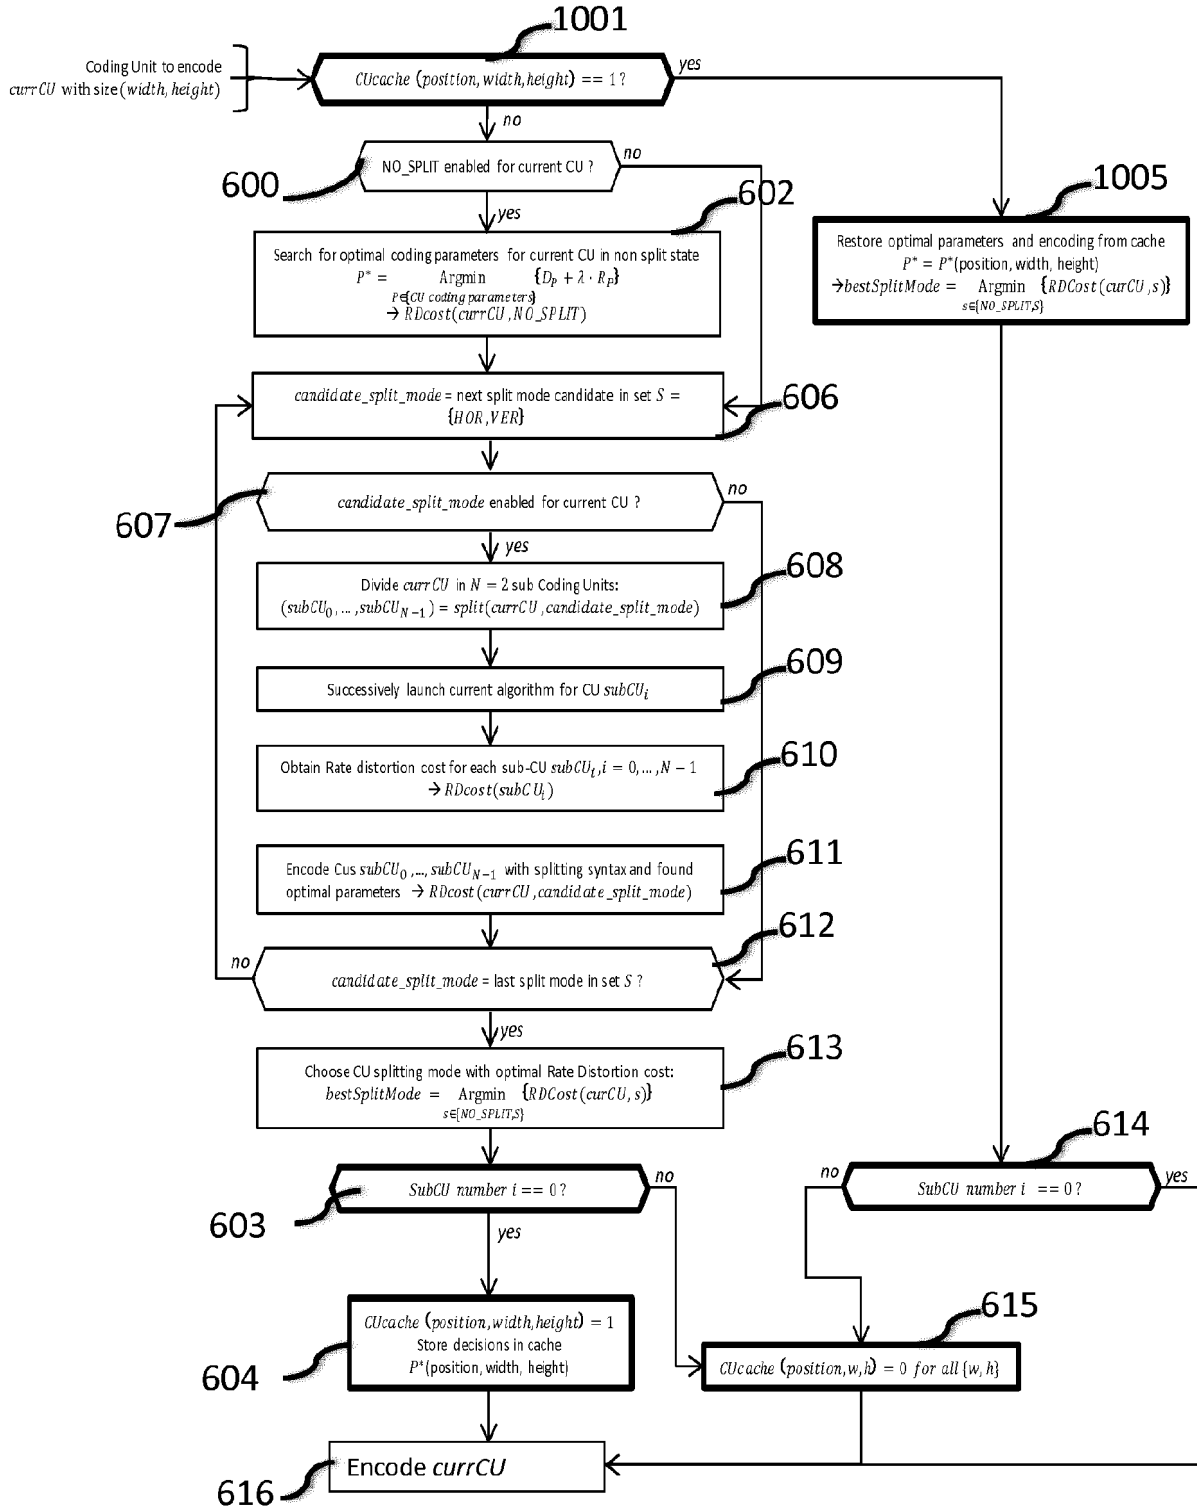 1001
Coding Unit to encode
currCU with size(width, height)
CUcache (position,width,height) == 1 ?
yes
no
NO_SPLIT enabled for current CU ?
no
600
yes
602
1005
Search for optimal coding parameters for current CU in non split state
P* = Argmin {D_P + λ · R_P}
P∈{CU coding parameters}
→ RDcost(currCU,NO_SPLIT)
Restore optimal parameters and encoding from cache
P* = P*(position, width, height)
→bestSplitMode = Argmin {RDCost(curCU,s)}
s∈{NO_SPLIT,S}
candidate_split_mode = next split mode candidate in set S =
{HOR,VER}
606
candidate_split_mode enabled for current CU ?
no
607
yes
Divide currCU in N = 2 sub Coding Units:
(subCU₀, ..., subCU_{N−1}) = split(currCU,candidate_split_mode)
608
Successively launch current algorithm for CU subCU_i
609
Obtain Rate distortion cost for each sub-CU subCU_i, i = 0, ..., N − 1
→ RDcost(subCU_i)
610
Encode Cus subCU₀, ..., subCU_{N−1} with splitting syntax and found
optimal parameters → RDcost(currCU,candidate_split_mode)
611
612
no
candidate_split_mode = last split mode in set S ?
yes
Choose CU splitting mode with optimal Rate Distortion cost:
bestSplitMode = Argmin {RDCost(curCU, s)}
s∈{NO_SPLIT,S}
613
614
SubCU number i == 0 ?
no
603
yes
no
SubCU number i == 0 ?
yes
CUcache (position,width,height) = 1
Store decisions in cache
P*(position, width, height)
604
615
CUcache (position,w,h) = 0 for all {w, h}
Encode currCU
616